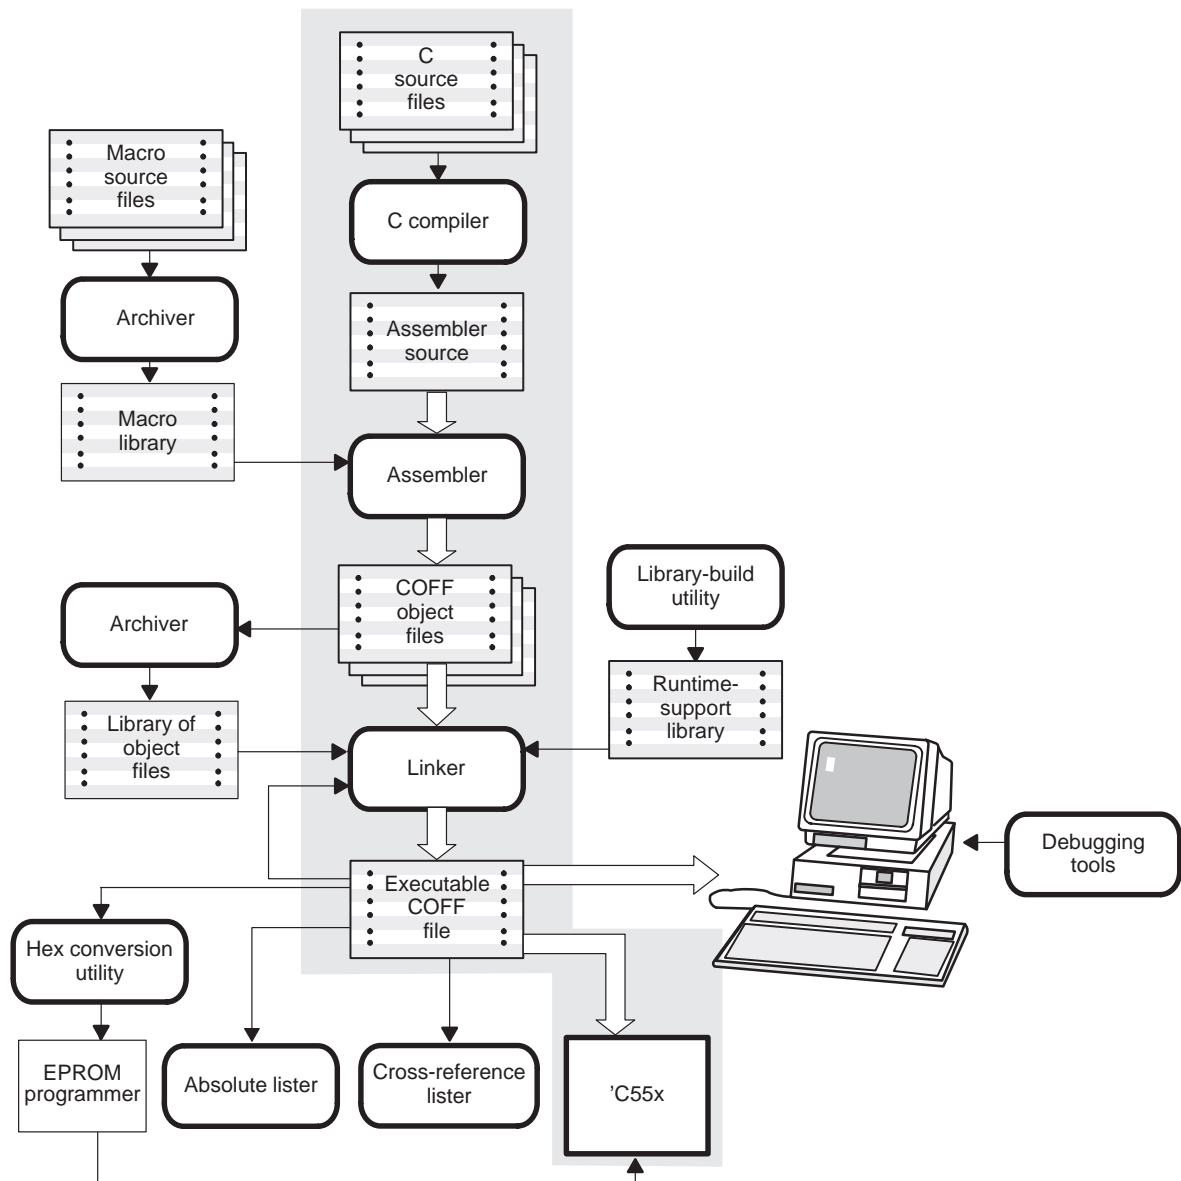 C
source
files
Macro
source
files
C compiler
Archiver
Assembler
source
Macro
library
Assembler
Library-build
utility
COFF
object
files
Archiver
Runtime-
support
library
Library of
object
files
Linker
Debugging
tools
Executable
COFF
file
Hex conversion
utility
EPROM
programmer
Absolute lister
Cross-reference
lister
’C55x